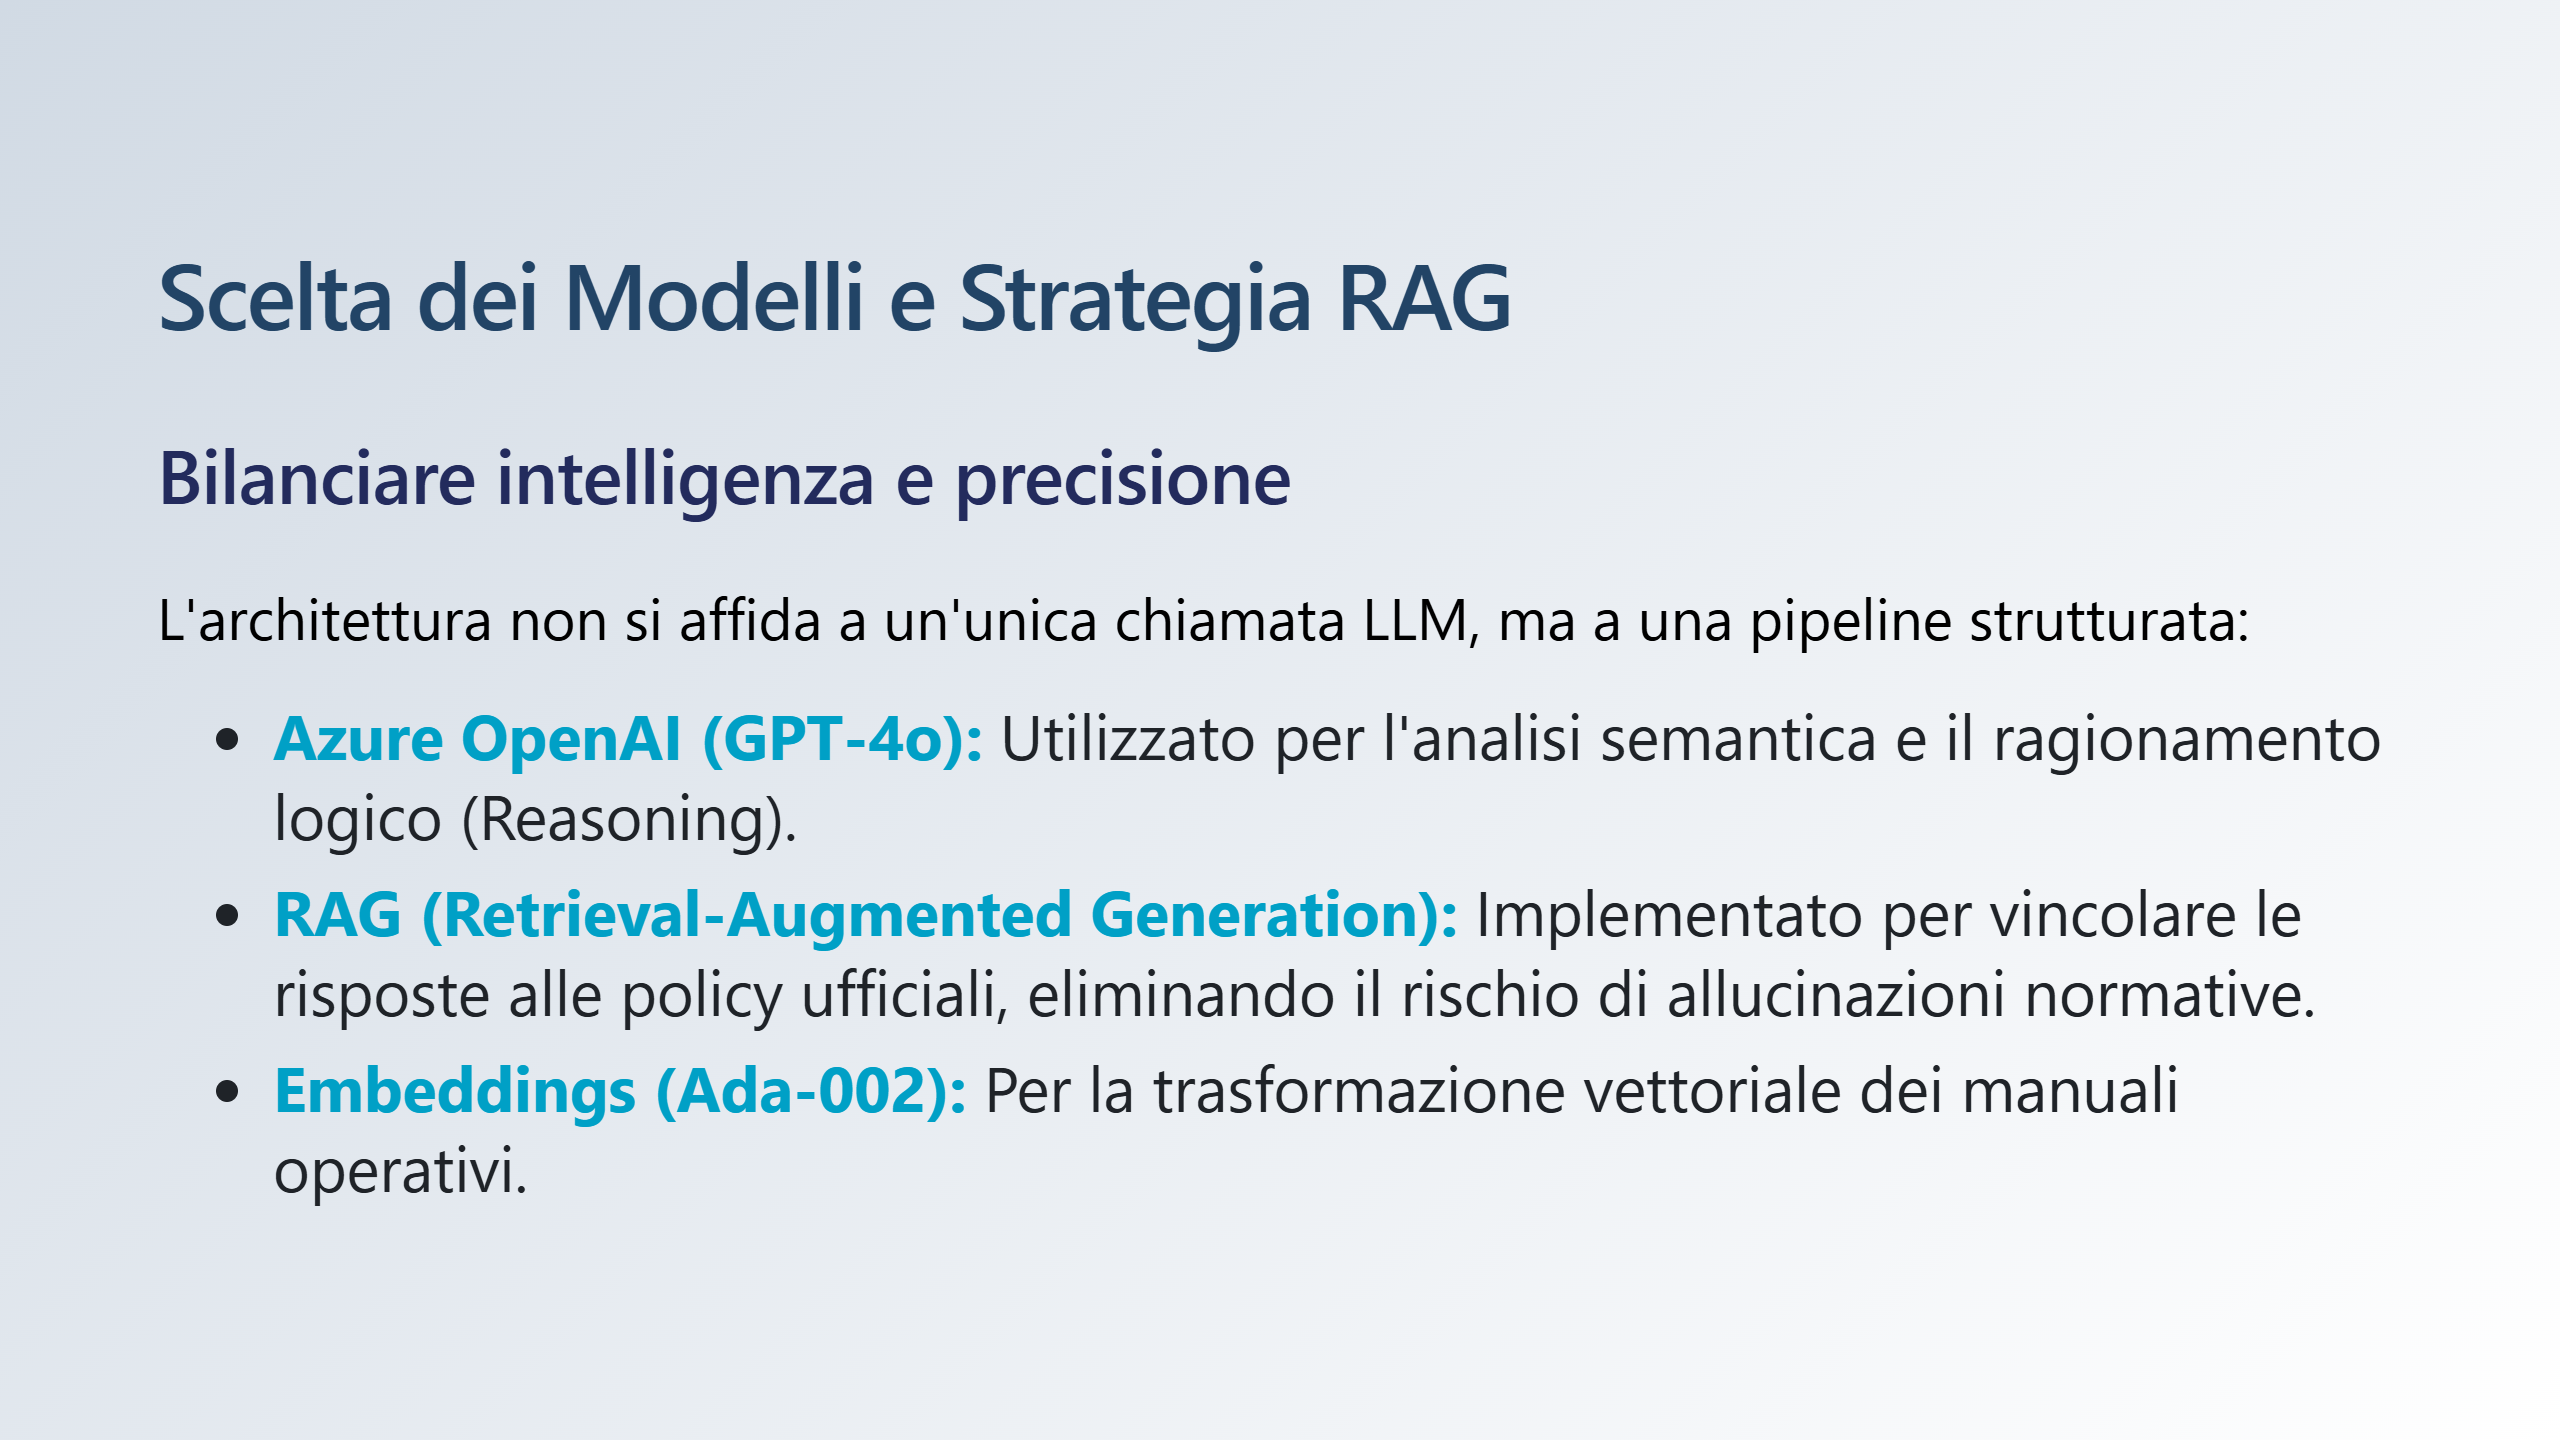 Scelta dei Modelli e Strategia RAG
Bilanciare intelligenza e precisione
L'architettura non si affida a un'unica chiamata LLM, ma a una pipeline strutturata:
• Azure OpenAI (GPT-4o): Utilizzato per l'analisi semantica e il ragionamento
logico (Reasoning).
• RAG (Retrieval-Augmented Generation): Implementato per vincolare le
risposte alle policy ufficiali, eliminando il rischio di allucinazioni normative.
• Embeddings (Ada-002): Per la trasformazione vettoriale dei manuali
operativi.